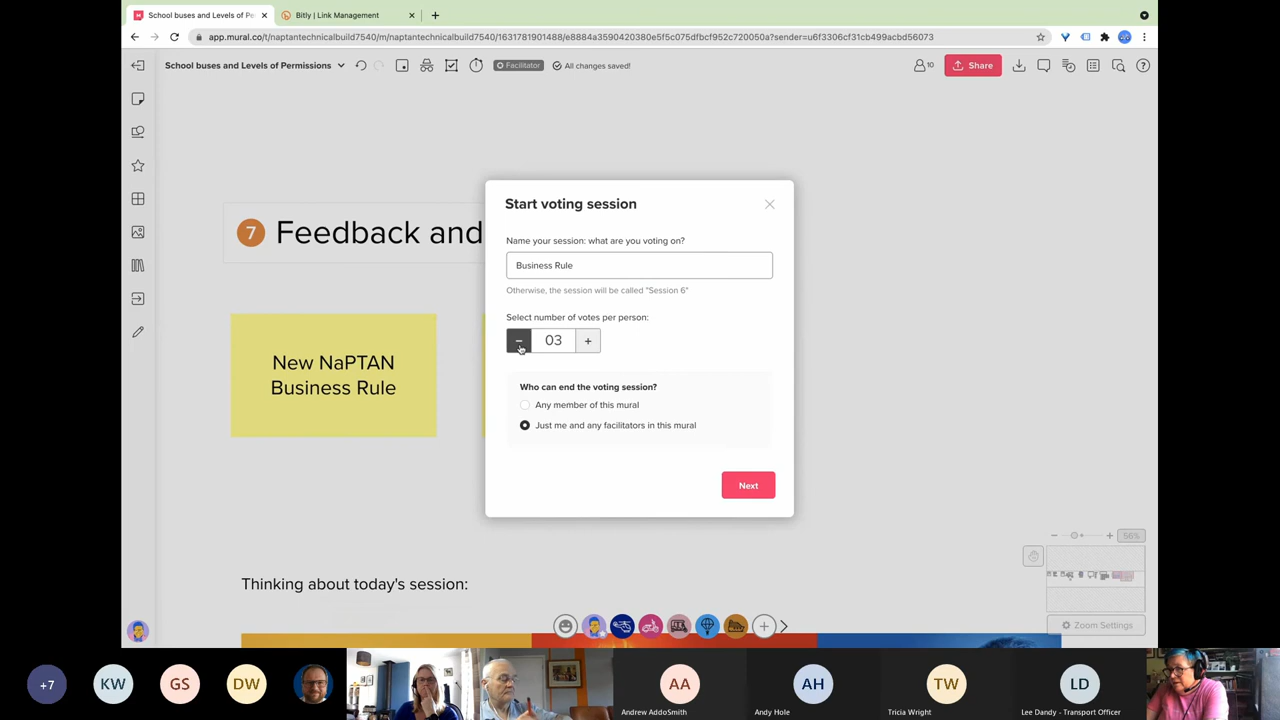 School buses and Levels of Pe
Bitly | Link Management
app.mural.co/t/naptantechnicalbuild7540/m/naptantechnicalbuild7540/1631781901488/e8884a3590420380e5f5c075dfbcf952c720050a?sender=u6f3306cf31cb499acbd56073
School buses and Levels of Permissions
Facilitator
All changes saved!
10
Share
Start voting session
7 Feedback and
Name your session: what are you voting on?
Business Rule
Otherwise, the session will be called "Session 6"
Select number of votes per person:
− 03 +
New NaPTAN
Business Rule
Who can end the voting session?
Any member of this mural
Just me and any facilitators in this mural
Next
56%
Thinking about today's session:
Zoom Settings
+7
KW
GS
DW
AA
Andrew AddoSmith
AH
Andy Hole
TW
Tricia Wright
LD
Lee Dandy - Transport Officer